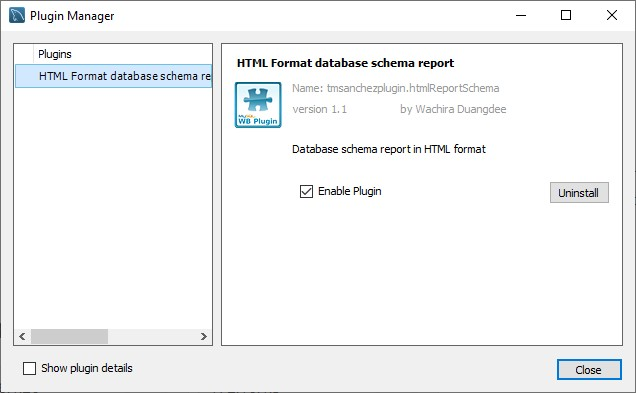 Plugin Manager
Plugins
HTML Format database schema re
HTML Format database schema report
Name: tmsanchezplugin.htmlReportSchema
version 1.1 by Wachira Duangdee
MySQL
WB Plugin
Database schema report in HTML format
Enable Plugin
Uninstall
Show plugin details
Close